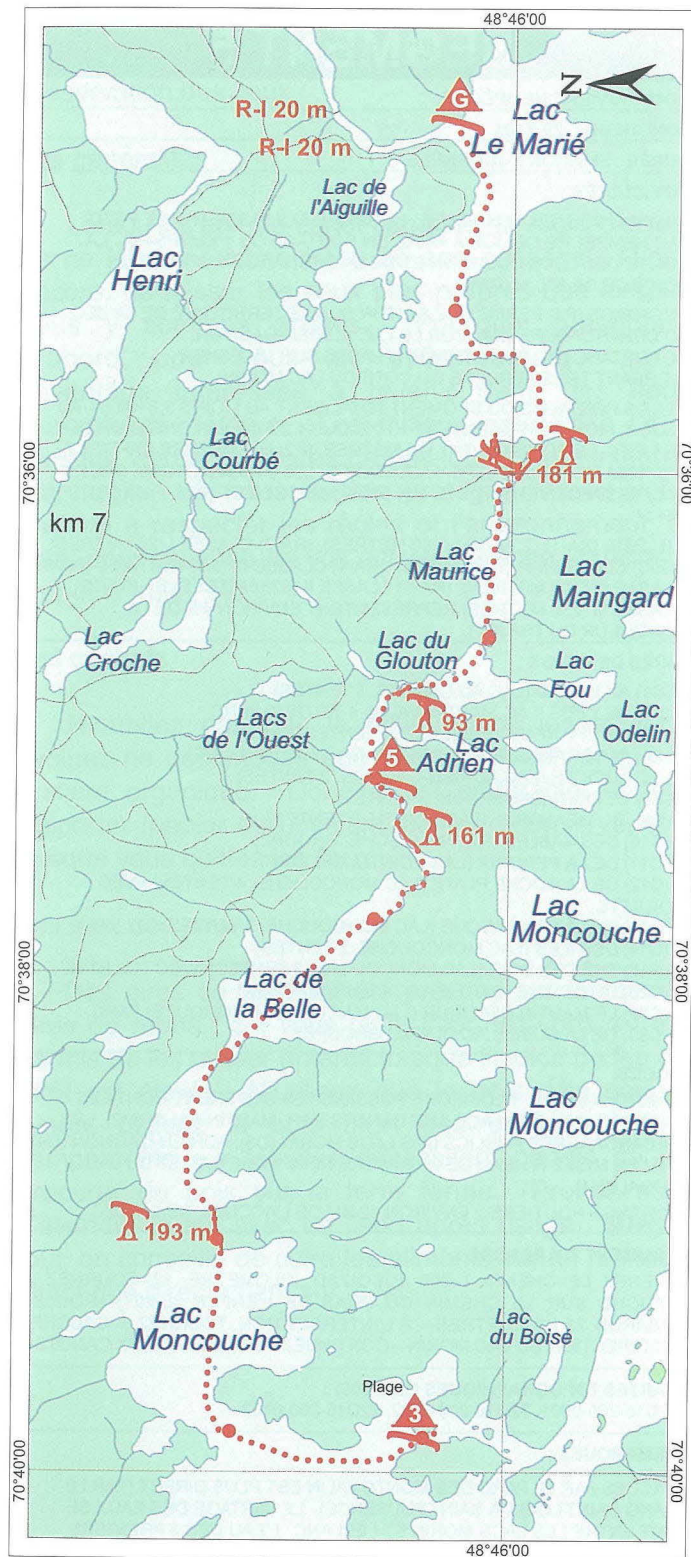 48°46'00
N
G
R-I 20 m
R-I 20 m
Lac
Le Marié
Lac de
l'Aiguille
Lac
Henri
Lac
Courbé
181 m
70°36'00
70°36'00
km 7
Lac
Maurice
Lac
Maingard
Lac
Croche
Lac du
Glouton
Lac
Fou
Lacs
de l'Ouest
93 m
Lac
Odelin
5
Lac
Adrien
161 m
Lac
Moncouche
70°38'00
70°38'00
Lac de
la Belle
Lac
Moncouche
193 m
Lac
Moncouche
Lac
du Boisé
Plage
3
70°40'00
70°40'00
48°46'00